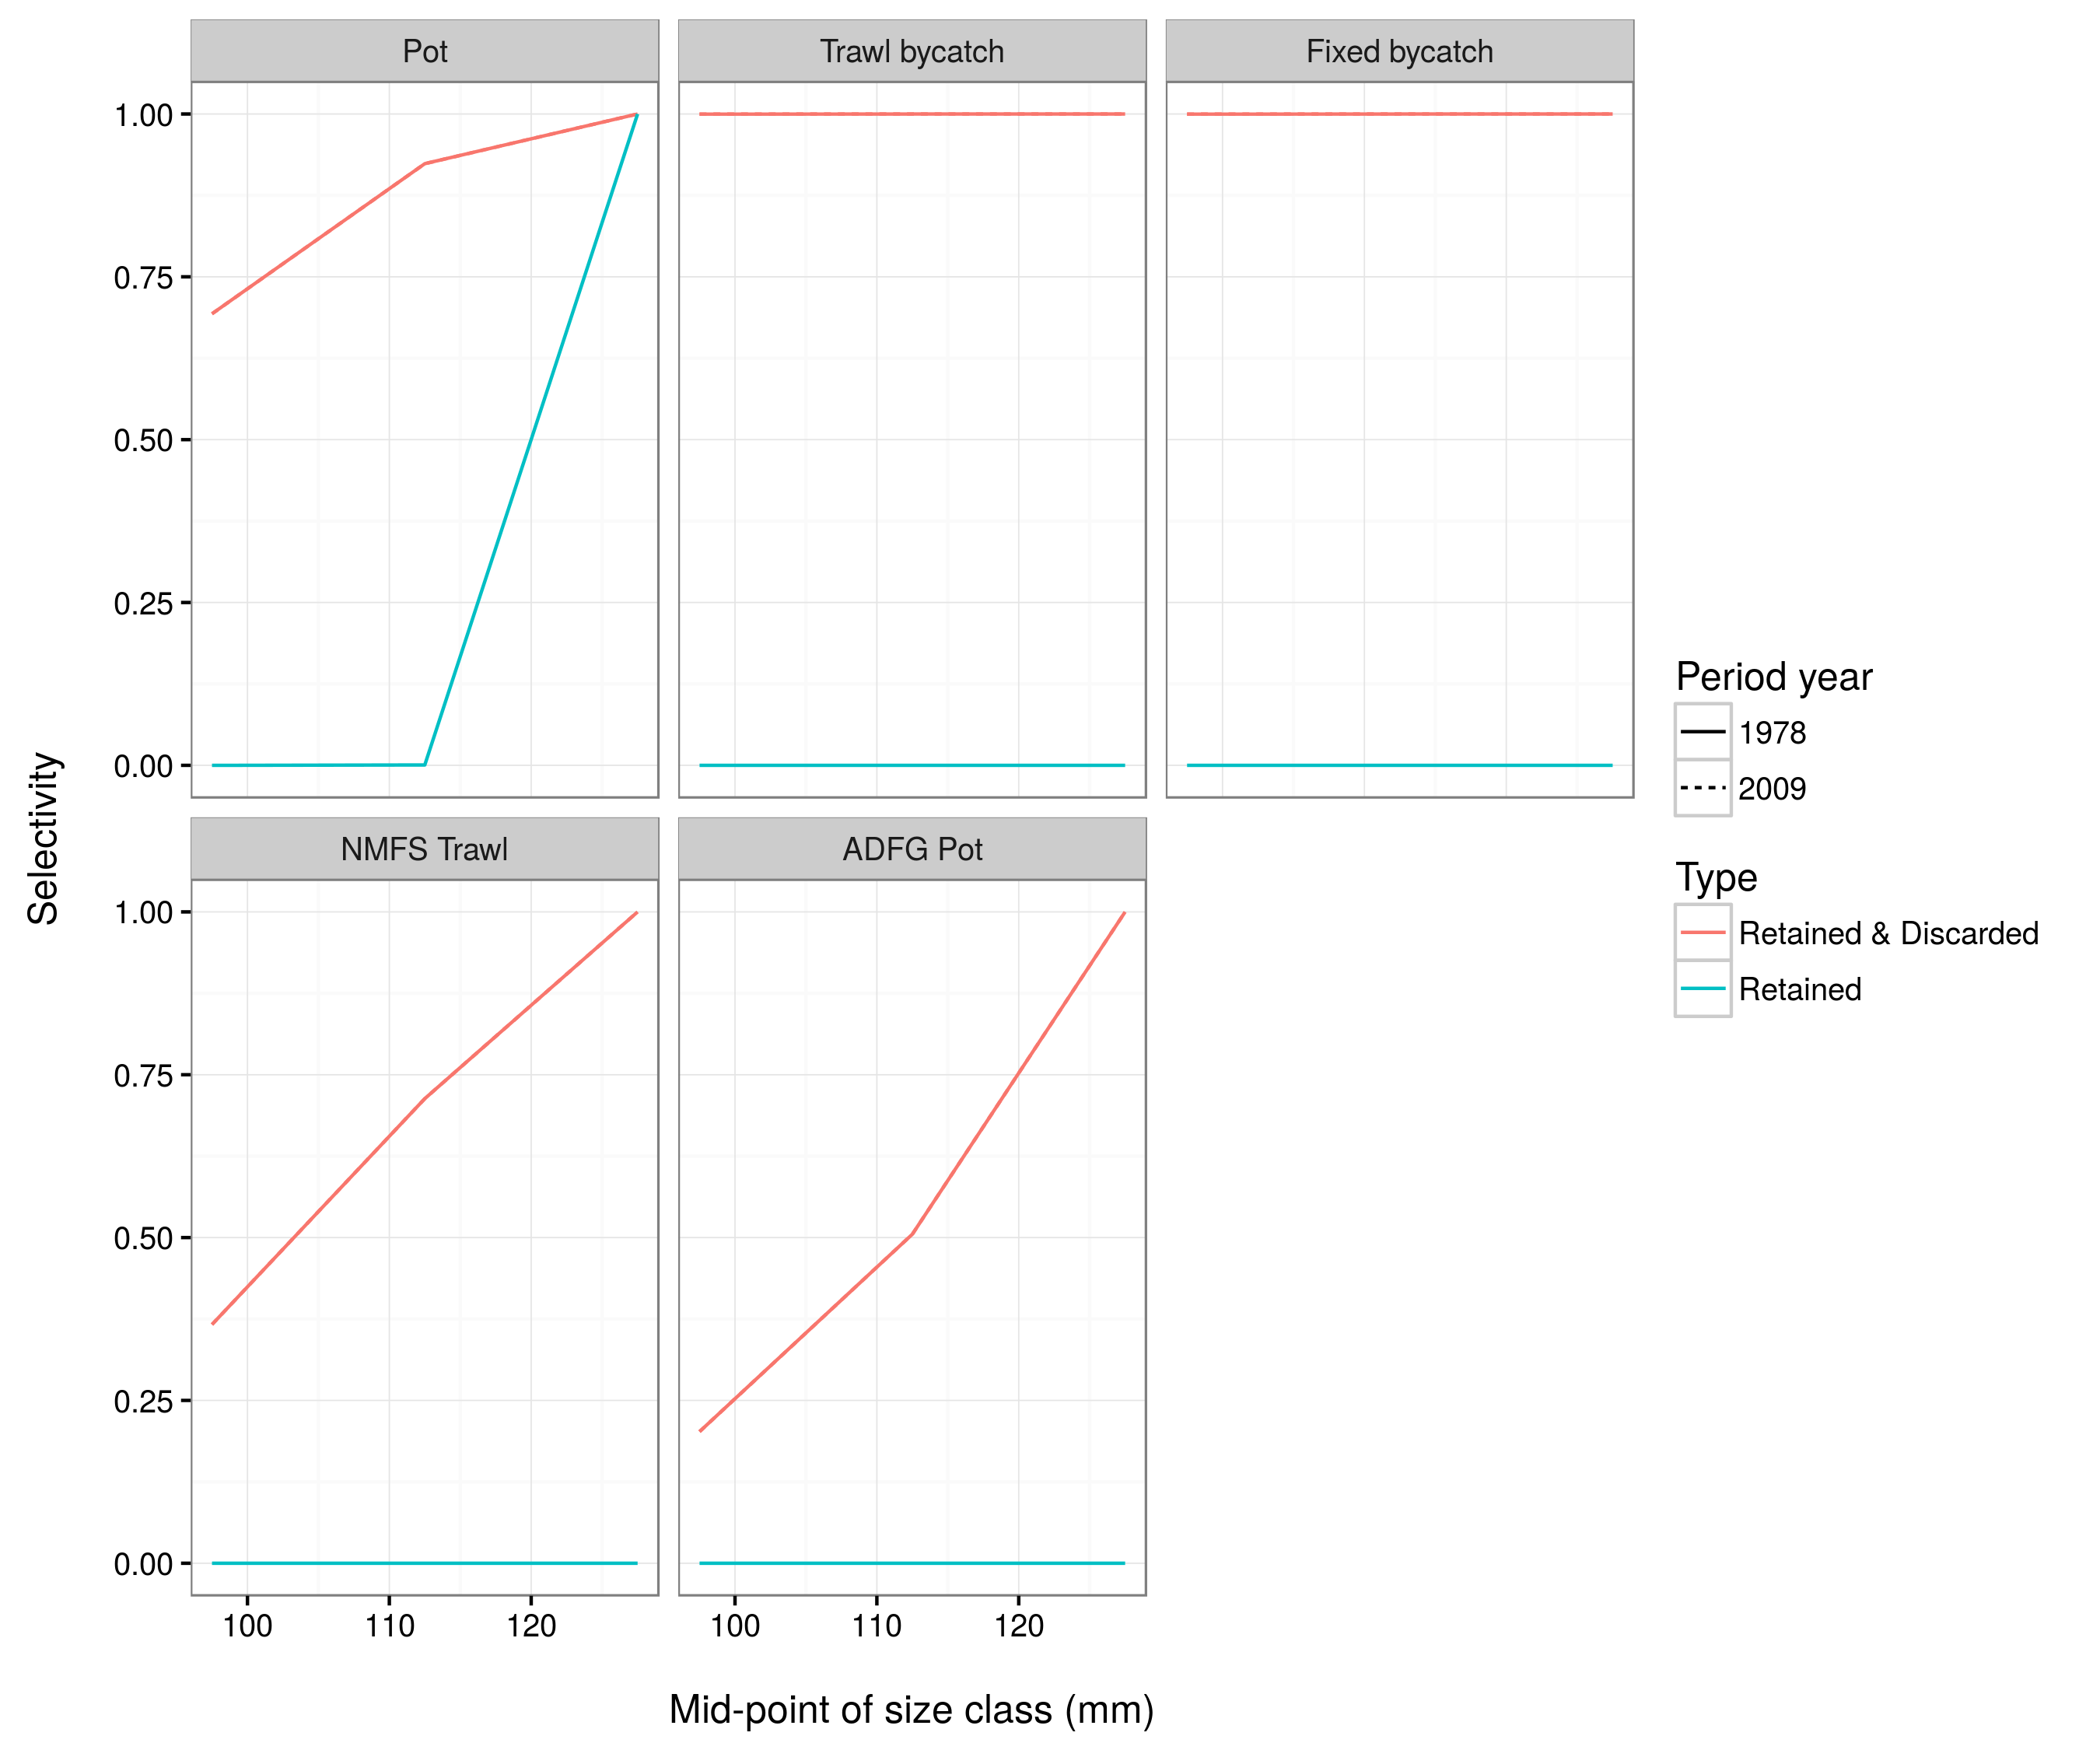 Pot
Trawl bycatch
Fixed bycatch
1.00
0.75
0.50
0.25
0.00
NMFS Trawl
ADFG Pot
1.00
0.75
0.50
0.25
0.00
100 110 120
100 110 120
Mid-point of size class (mm)
Selectivity
Period year
1978
2009
Type
Retained & Discarded
Retained